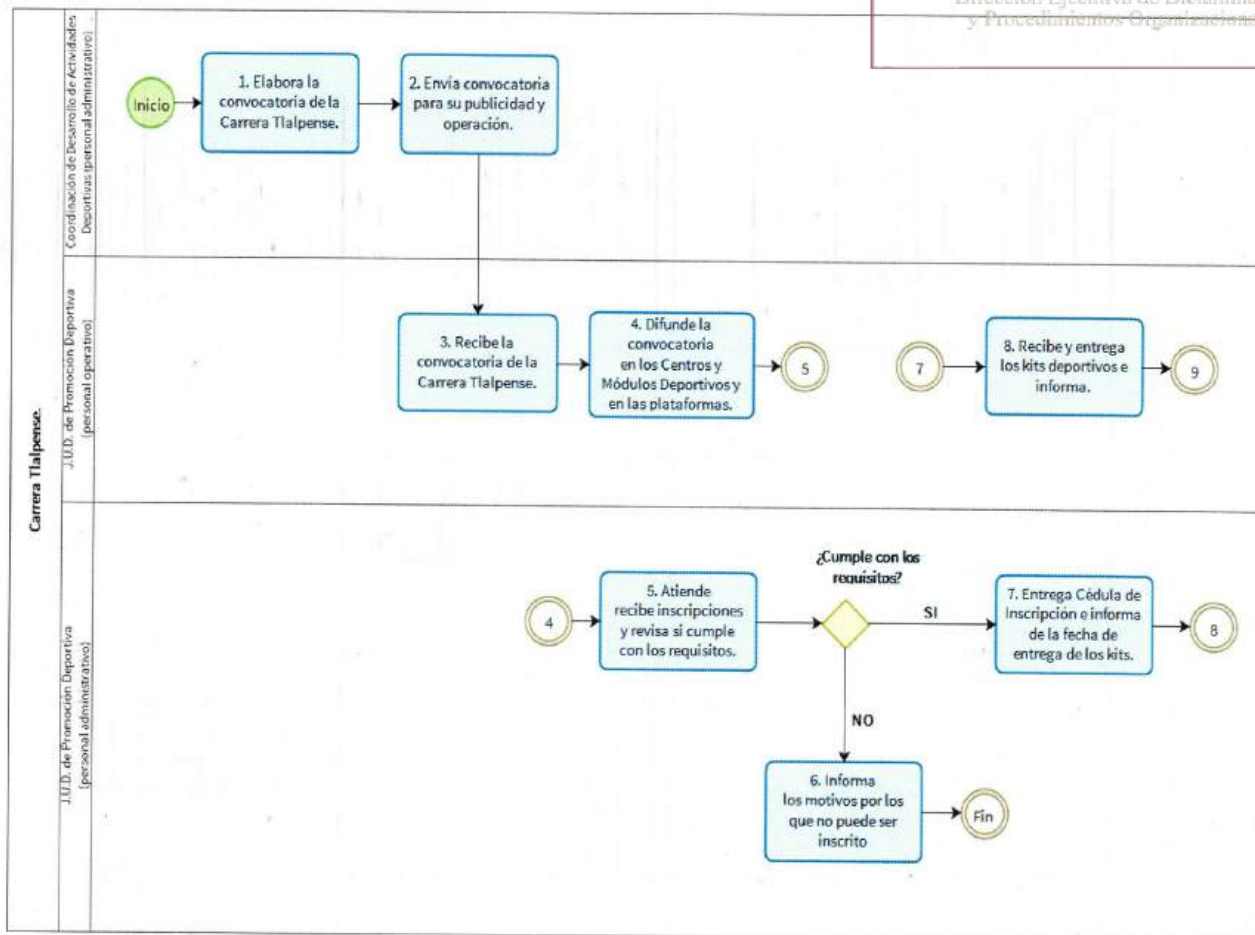 Dirección Ejecutiva de
y Procedimientos
Carrera Tlalpense.
Coordinación de Desarrollo de Actividades
Deportivas (personal administrativo)
Inicio
1. Elabora la
convocatoria de la
Carrera Tlalpense.
2. Envía convocatoria
para su publicidad y
operación.
J.U.D. de Promoción Deportiva
(personal operativo)
3. Recibe la
convocatoria de la
Carrera Tlalpense.
4. Difunde la
convocatoria
en los Centros y
Módulos Deportivos y
en las plataformas.
5
7
8. Recibe y entrega
los kits deportivos e
informa.
9
J.U.D. de Promoción Deportiva
(personal administrativo)
4
5. Atiende
recibe inscripciones
y revisa si cumple
con los requisitos.
¿Cumple con los
requisitos?
SI
7. Entrega Cédula de
Inscripción e informa
de la fecha de
entrega de los kits.
8
NO
6. Informa
los motivos por los
que no puede ser
inscrito
Fin